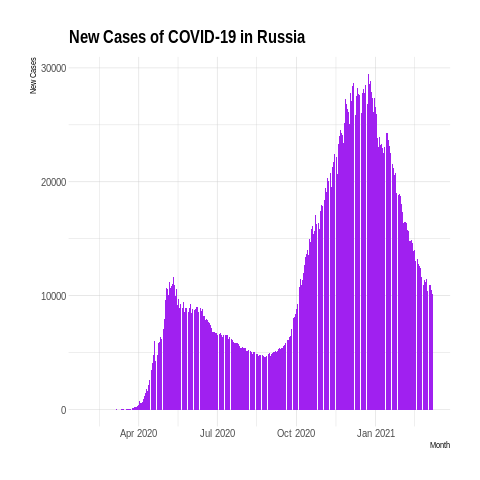 New Cases of COVID-19 in Russia
New Cases
30000
20000
10000
0
Apr 2020 Jul 2020 Oct 2020 Jan 2021
Month